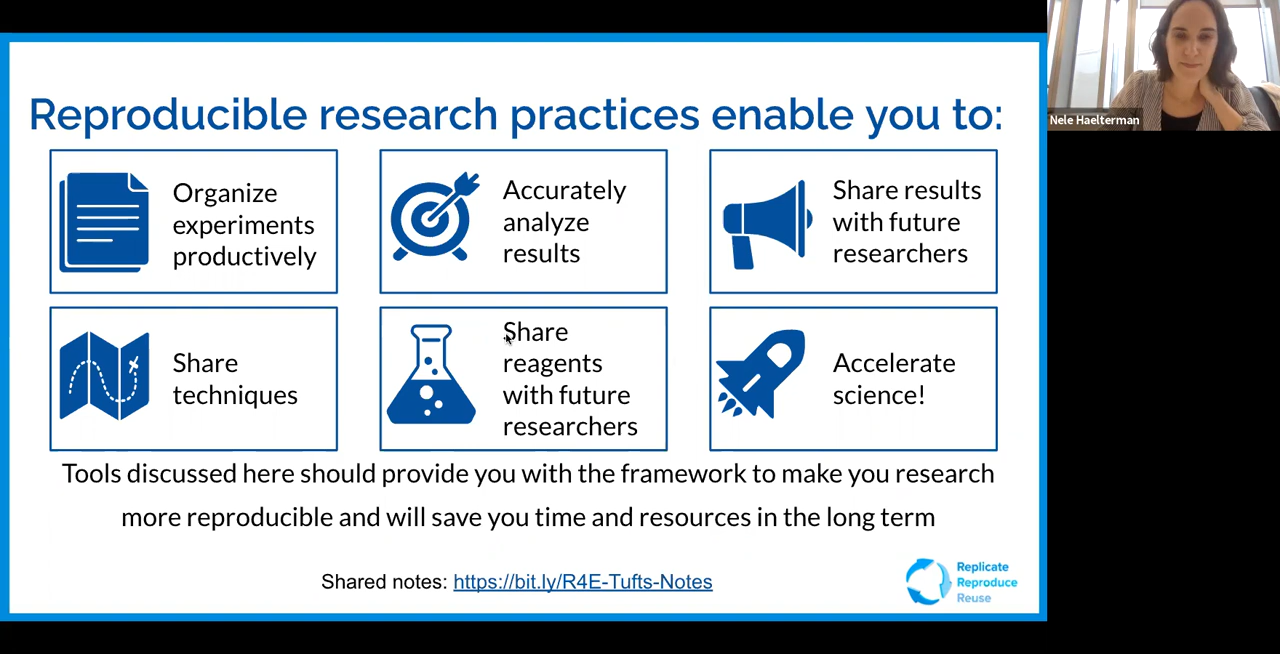 Reproducible research practices enable you to:
Organize
experiments
productively
Accurately
analyze
results
Share results
with future
researchers
Share
techniques
Share
reagents
with future
researchers
Accelerate
science!
Tools discussed here should provide you with the framework to make you research
more reproducible and will save you time and resources in the long term
Shared notes: https://bit.ly/R4E-Tufts-Notes
Replicate
Reproduce
Reuse
Nele Haelterman